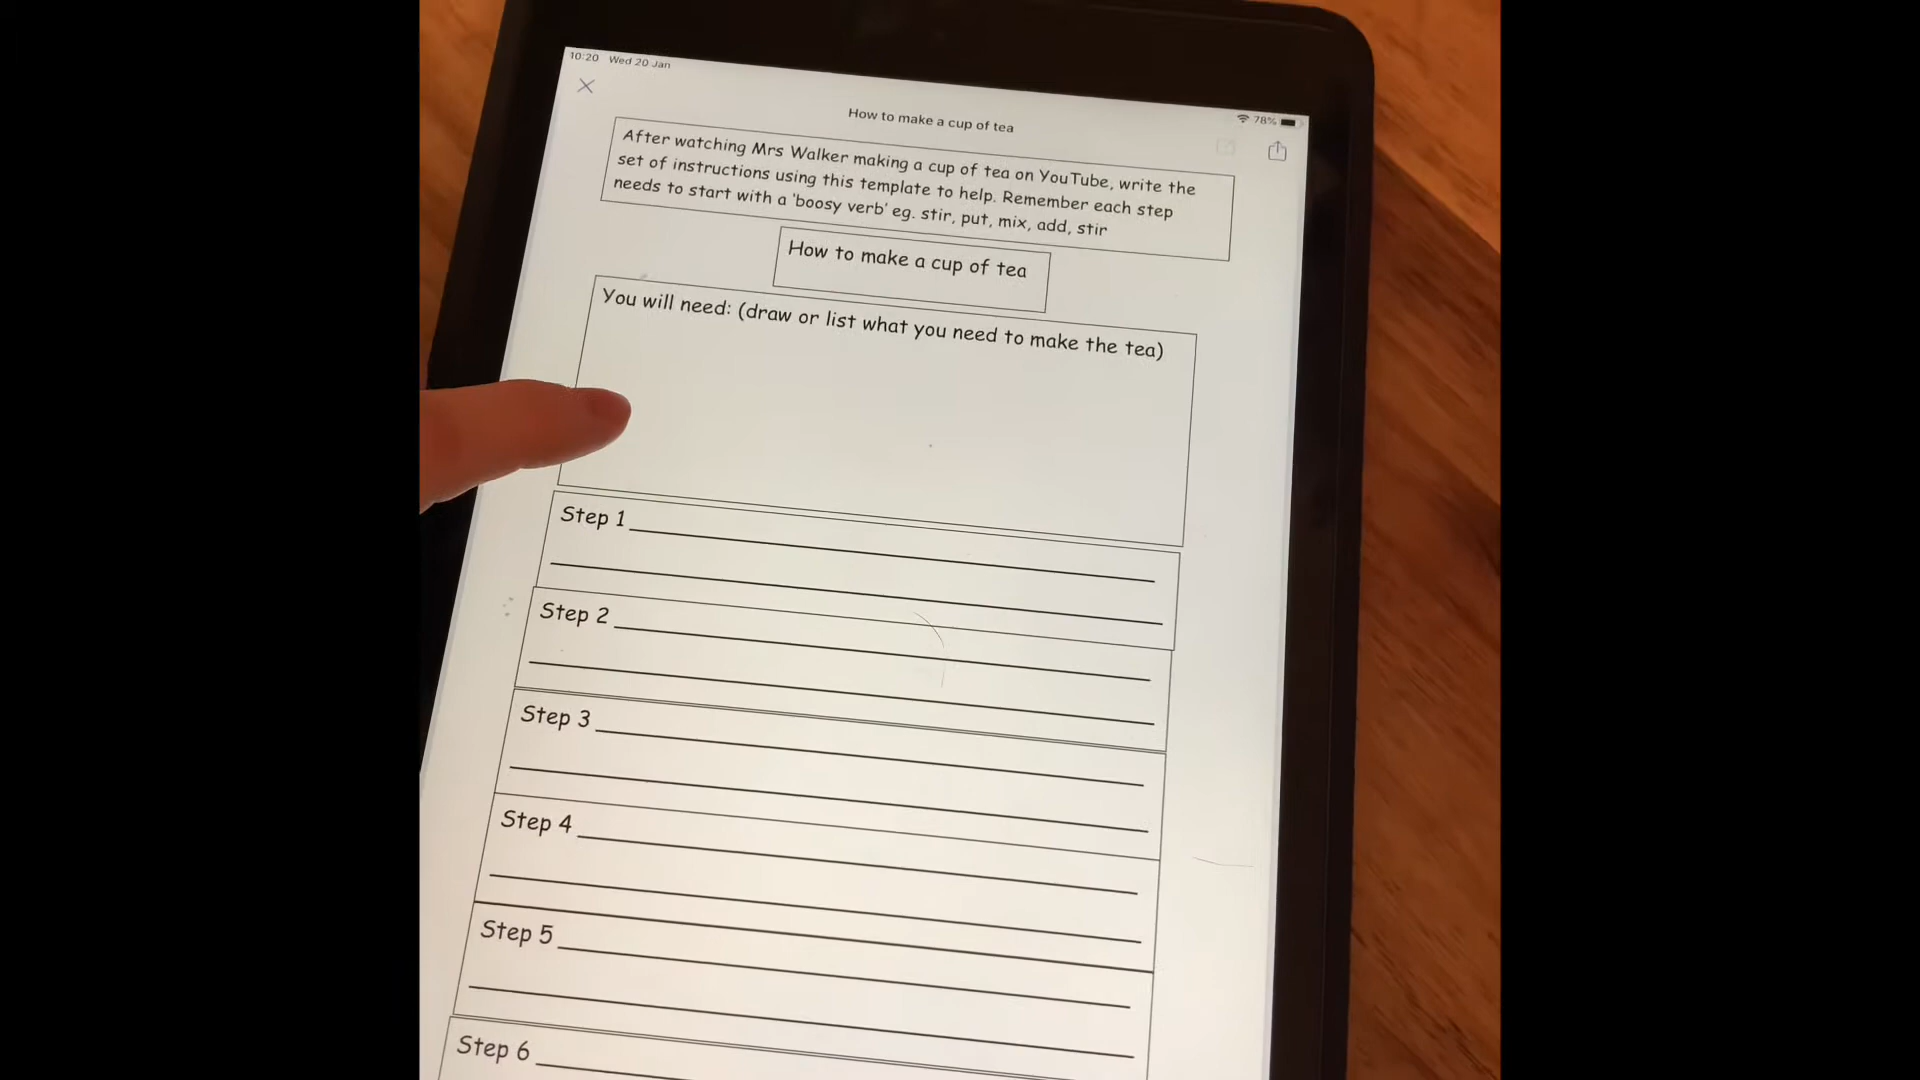 10:20 Wed 20 Jan
78%
How to make a cup of tea
After watching Mrs Walker making a cup of tea on YouTube, write the
set of instructions using this template to help. Remember each step
needs to start with a 'boosy verb' eg. stir, put, mix, add, stir
How to make a cup of tea
You will need: (draw or list what you need to make the tea)
Step 1
Step 2
Step 3
Step 4
Step 5
Step 6